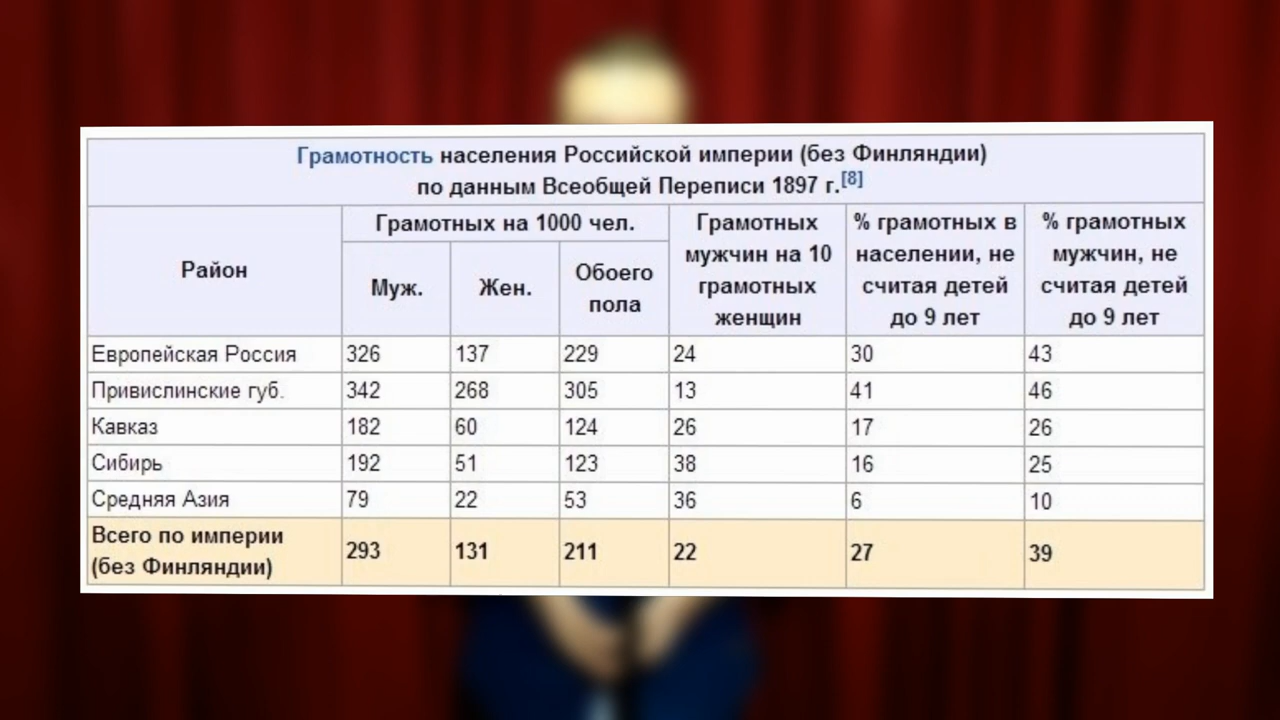 Грамотность населения Российской империи (без Финляндии)
по данным Всеобщей Переписи 1897 г.[8]
Район
Грамотных на 1000 чел.
Муж.
Жен.
Обоего
пола
Грамотных
мужчин на 10
грамотных
женщин
% грамотных в
населении, не
считая детей
до 9 лет
% грамотных
мужчин, не
считая детей
до 9 лет
Европейская Россия 326 137 229 24 30 43
Привислинские губ. 342 268 305 13 41 46
Кавказ 182 60 124 26 17 26
Сибирь 192 51 123 38 16 25
Средняя Азия 79 22 53 36 6 10
Всего по империи
(без Финляндии) 293 131 211 22 27 39